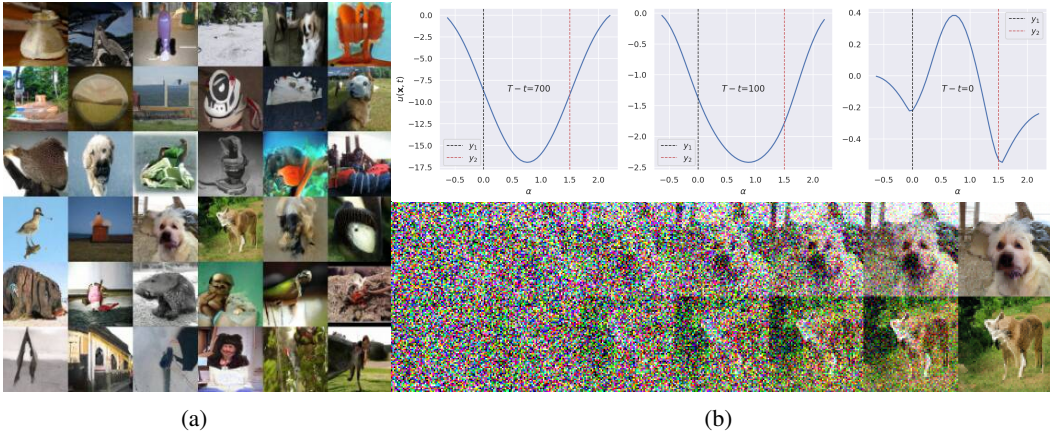 0.0
−2.5
−5.0
−7.5
−10.0
−12.5
−15.0
−17.5
u(x, t)
T − t=700
y₁
y₂
−0.5 0.0 0.5 1.0 1.5 2.0
α
0.0
−0.5
−1.0
−1.5
−2.0
−2.5
T − t=100
y₁
y₂
−0.5 0.0 0.5 1.0 1.5 2.0
α
0.4
0.2
0.0
−0.2
−0.4
T − t=0
y₁
y₂
−0.5 0.0 0.5 1.0 1.5 2.0
α
(a)
(b)